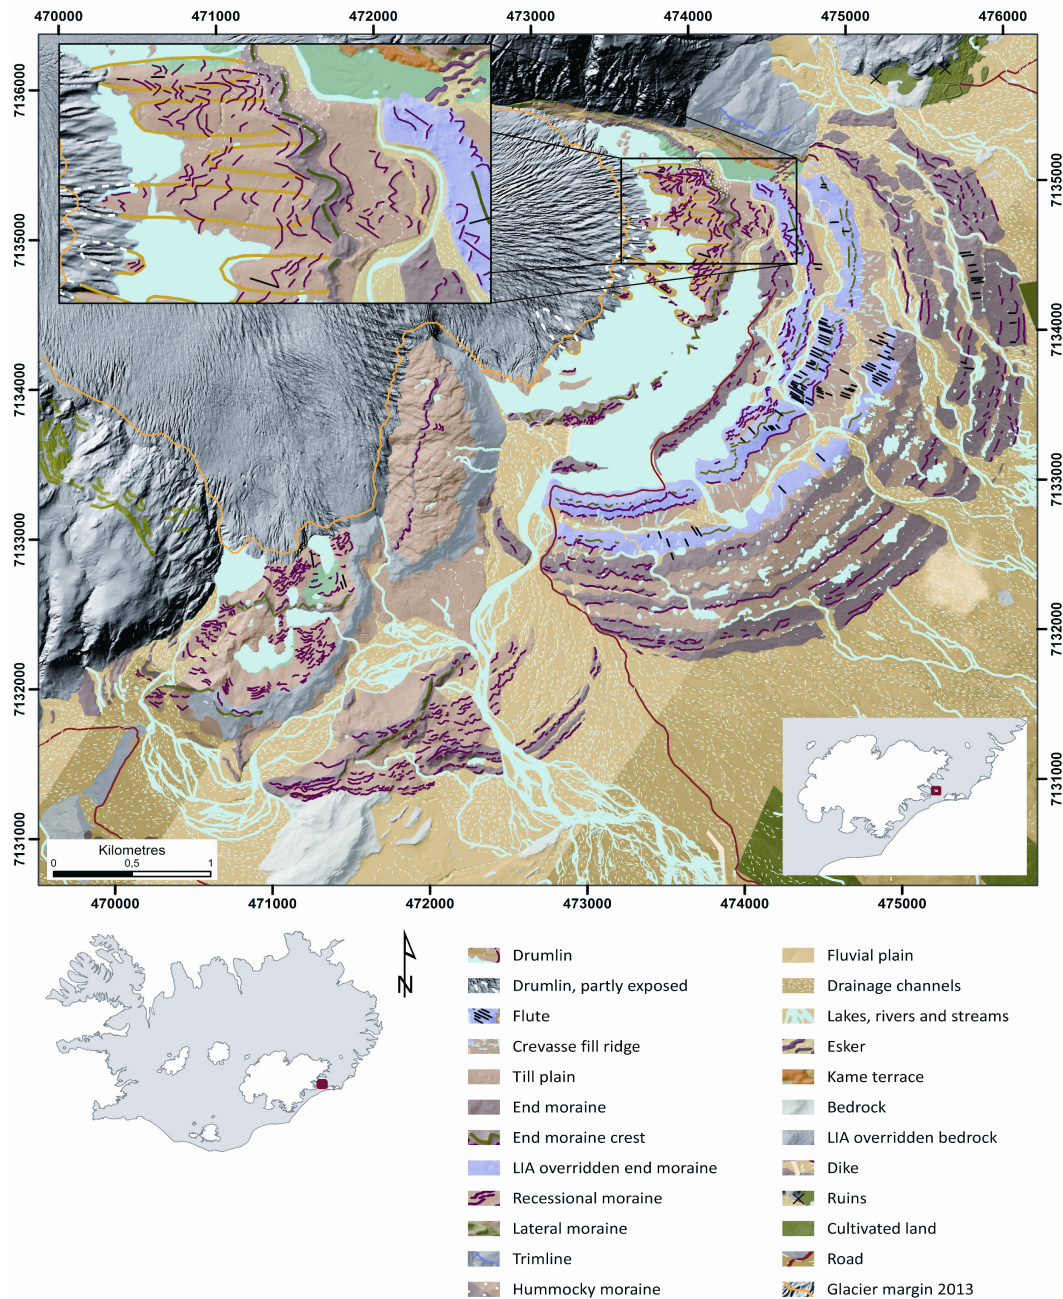 470000 471000 472000 473000 474000 475000 476000
7136000
7135000
7134000
7133000
7132000
7131000
7135000
7134000
7133000
7132000
7131000
Kilometres
0 0,5 1
470000 471000 472000 473000 474000 475000
N
Drumlin
Drumlin, partly exposed
Flute
Crevasse fill ridge
Till plain
End moraine
End moraine crest
LIA overridden end moraine
Recessional moraine
Lateral moraine
Trimline
Hummocky moraine
Fluvial plain
Drainage channels
Lakes, rivers and streams
Esker
Kame terrace
Bedrock
LIA overridden bedrock
Dike
Ruins
Cultivated land
Road
Glacier margin 2013